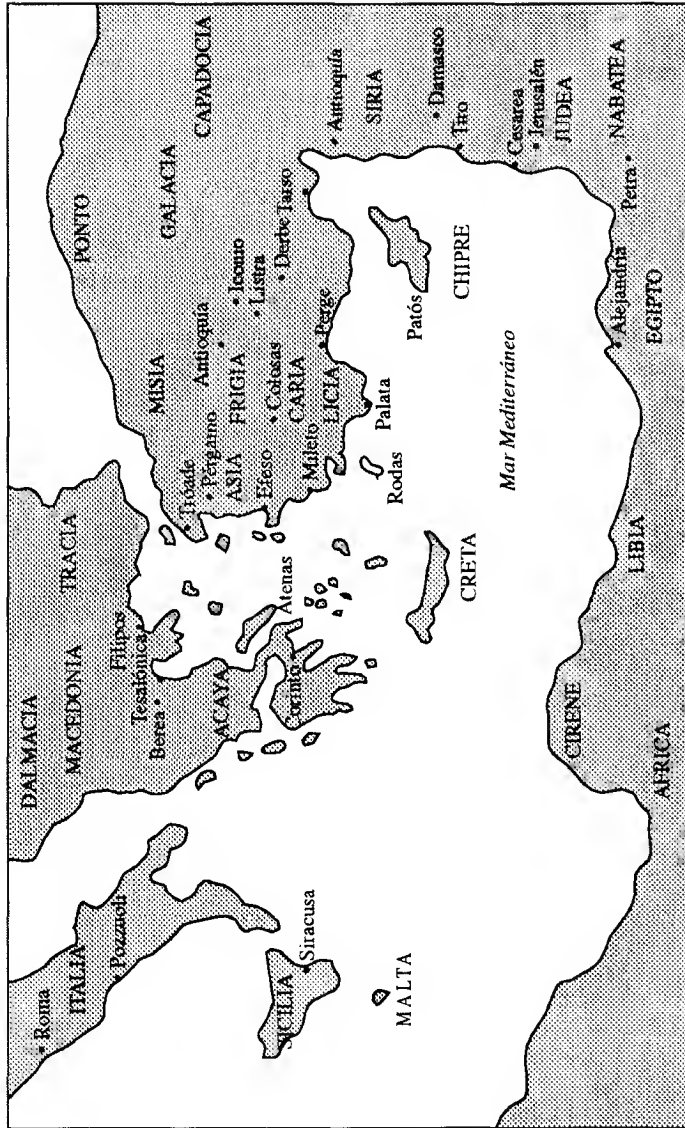 DALMACIA
Roma
ITALIA
MACEDONIA
TRACIA
PONTO
Pozzuoli
Filipos
Tesalónica
Berea
MISIA
GALACIA
CAPADOCIA
Tróade
Pérgamo
Antioquía
ACAYA
ASIA
FRIGIA
Iconio
Listra
Efeso
Colosas
Derbe
Tarso
SICILIA
Corinto
Atenas
CARIA
Siracusa
Mileto
LICIA
Perge
Antioquía
SIRIA
Palata
Rodas
MALTA
Patós
CHIPRE
Damasco
Tiro
CRETA
Mar Mediterráneo
Cesarea
Jerusalén
JUDEA
CIRENE
LIBIA
Alejandría
Petra
NABATEA
AFRICA
EGIPTO